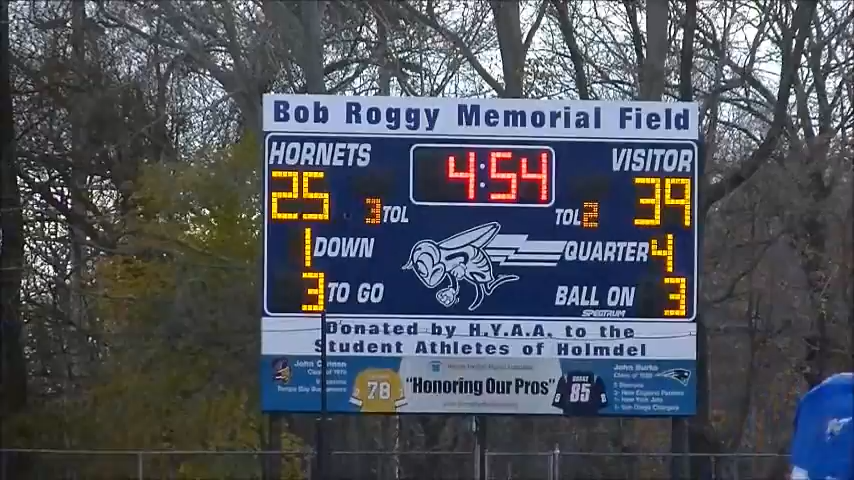 Bob Roggy Memorial Field
HORNETS 4:54 VISITOR
25 3 TOL TOL 2 39
1 DOWN QUARTER 4
3 TO GO BALL ON 3
SPECTRUM
Donated by H.Y.A.A. to the
Student Athletes of Holmdel
"Honoring Our Pros"
78
85
John Burke